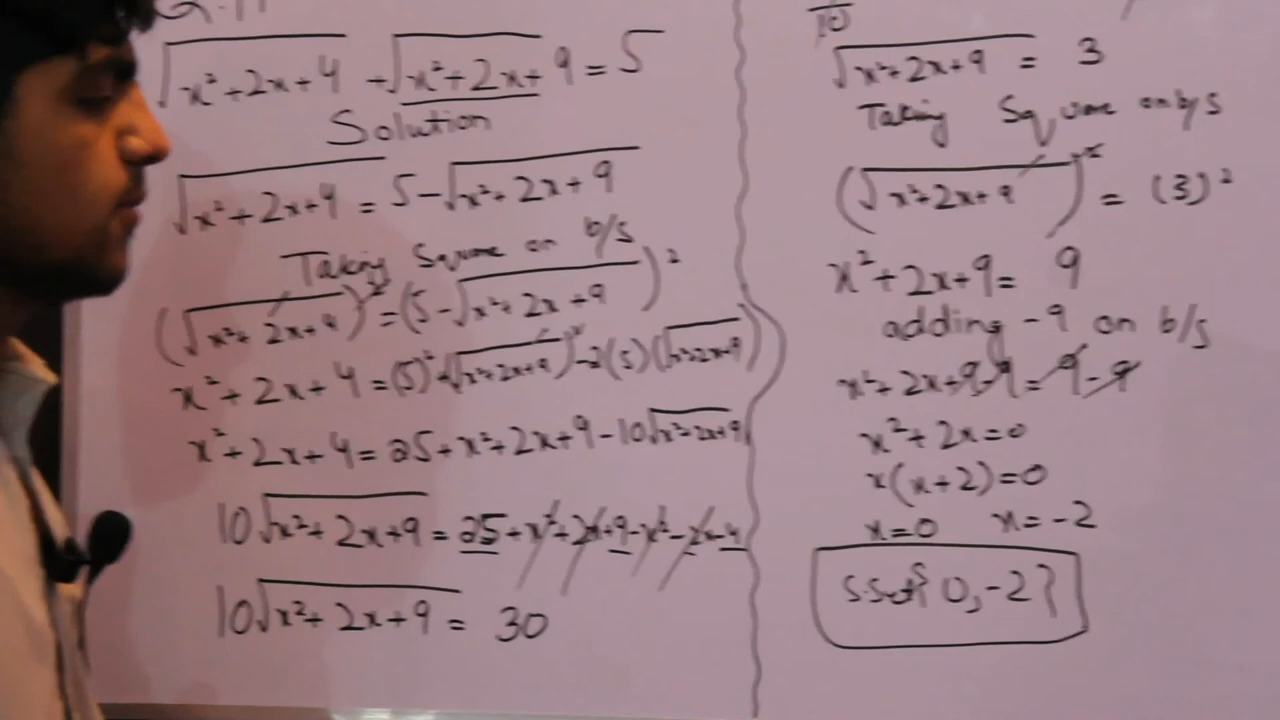 √x²+2x+4 + √x²+2x+9 = 5
Solution
√x²+2x+4 = 5-√x²+2x+9
Taking Square on b/s
(√x²+2x+4)² = (5-√x²+2x+9)²
x²+2x+4 = (5)²+(√x²+2x+9)²-2(5)(√x²+2x+9)
x²+2x+4 = 25+x²+2x+9-10√x²+2x+9
10√x²+2x+9 = 25+x²+2x+9-x²-2x-4
10√x²+2x+9 = 30
10
√x²+2x+9 = 3
Taking Square on b/s
(√x²+2x+9)² = (3)²
x²+2x+9 = 9
adding -9 on b/s
x²+2x+9-9 = 9-9
x²+2x=0
x(x+2)=0
x=0 x=-2
S.Set{0,-2}